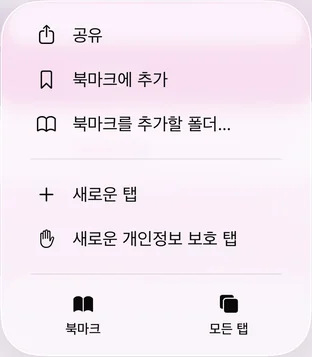 공유
북마크에 추가
북마크를 추가할 폴더...
새로운 탭
새로운 개인정보 보호 탭
북마크
모든 탭